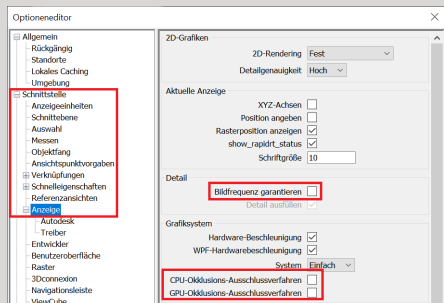 Optioneneditor
Allgemein
Rückgängig
Standorte
Lokales Caching
Umgebung
Schnittstelle
Anzeigeeinheiten
Schnittebene
Auswahl
Messen
Objektfang
Ansichtspunktvorgaben
Verknüpfungen
Schnelleigenschaften
Referenzansichten
Anzeige
Autodesk
Treiber
Entwickler
Benutzeroberfläche
Raster
3Dconnexion
Navigationsleiste
ViewCube
2D-Grafiken
2D-Rendering Fest
Detailgenauigkeit Hoch
Aktuelle Anzeige
XYZ-Achsen
Position angeben
Rasterposition anzeigen
show_rapidrt_status
Schriftgröße 10
Detail
Bildfrequenz garantieren
Detail ausfüllen
Grafiksystem
Hardware-Beschleunigung
WPF-Hardwarebeschleunigung
System Einfach
CPU-Okklusions-Ausschlussverfahren
GPU-Okklusions-Ausschlussverfahren